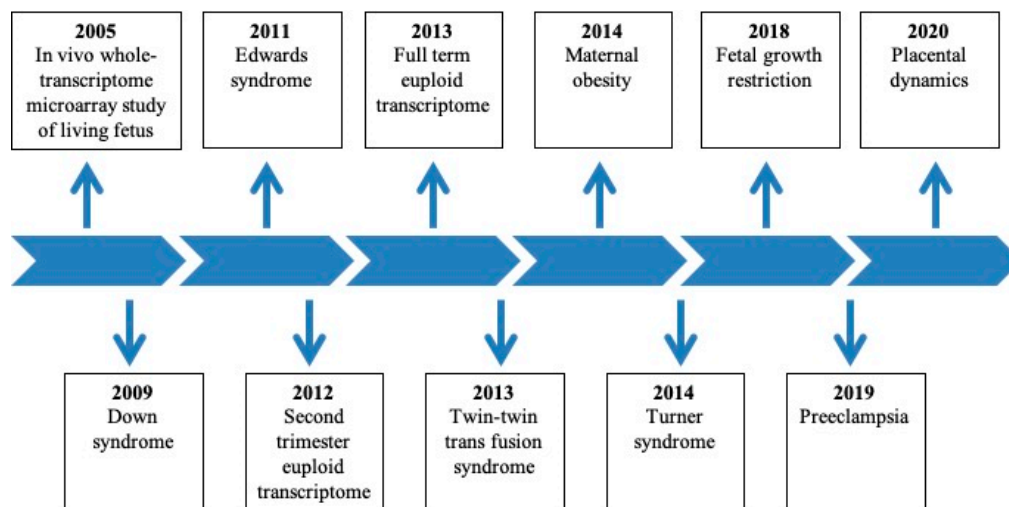 2005
In vivo whole-
transcriptome
microarray study
of living fetus
2011
Edwards
syndrome
2013
Full term
euploid
transcriptome
2014
Maternal
obesity
2018
Fetal growth
restriction
2020
Placental
dynamics
2009
Down
syndrome
2012
Second
trimester
euploid
transcriptome
2013
Twin-twin
trans fusion
syndrome
2014
Turner
syndrome
2019
Preeclampsia